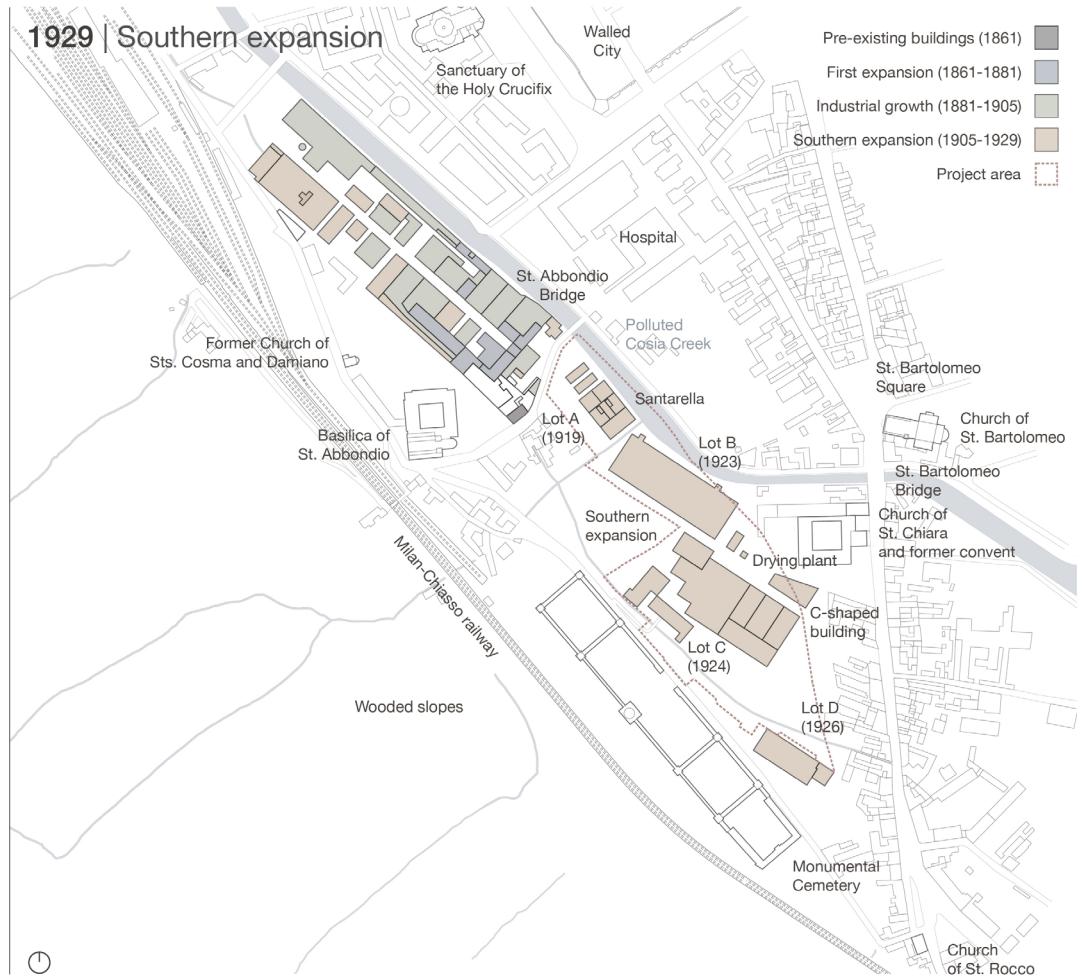 1929 | Southern expansion
Walled
City
Pre-existing buildings (1861)
First expansion (1861-1881)
Industrial growth (1881-1905)
Southern expansion (1905-1929)
Project area
Sanctuary of
the Holy Crucifix
Hospital
St. Abbondio
Bridge
Polluted
Cosia Creek
Former Church of
Sts. Cosma and Damiano
St. Bartolomeo
Square
Santarella
Lot A
(1919)
Church of
St. Bartolomeo
Basilica of
St. Abbondio
Lot B
(1923)
St. Bartolomeo
Bridge
Southern
expansion
Church of
St. Chiara
and former convent
Drying plant
Milan-Chiasso railway
C-shaped
building
Lot C
(1924)
Wooded slopes
Lot D
(1926)
Monumental
Cemetery
Church
of St. Rocco